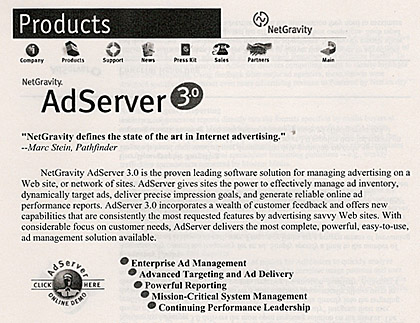 Products
NetGravity
Company Products Support News Press Kit Sales Partners Main
NetGravity.
AdServer 3.0
"NetGravity defines the state of the art in Internet advertising."
--Marc Stein, Pathfinder
NetGravity AdServer 3.0 is the proven leading software solution for managing advertising on a
Web site, or network of sites. AdServer gives sites the power to effectively manage ad inventory,
dynamically target ads, deliver precise impression goals, and generate reliable online ad
performance reports. AdServer 3.0 incorporates a wealth of customer feedback and offers new
capabilities that are consistently the most requested features by advertising savvy Web sites. With
considerable focus on customer needs, AdServer delivers the most complete, powerful, easy-to-use,
ad management solution available.
AdServer
CLICK HERE
ONLINE DEMO
Enterprise Ad Management
Advanced Targeting and Ad Delivery
Powerful Reporting
Mission-Critical System Management
Continuing Performance Leadership